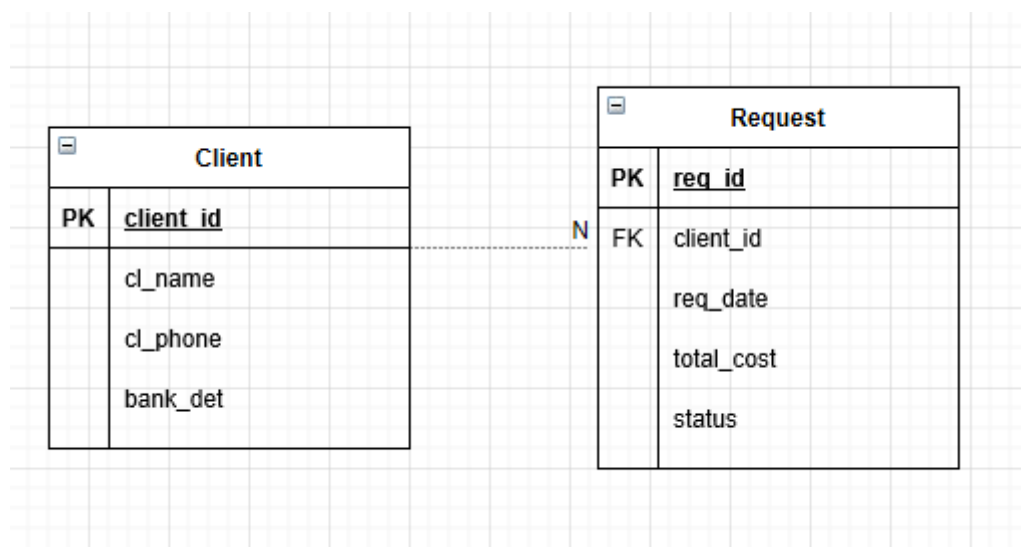 Client
PK client_id
cl_name
cl_phone
bank_det
N
Request
PK req_id
FK client_id
req_date
total_cost
status